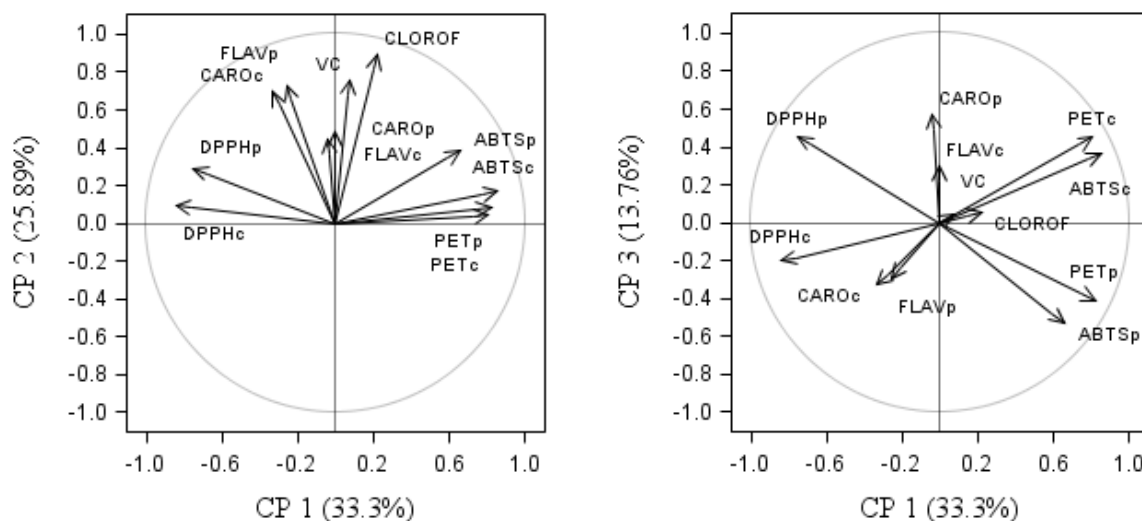 1.0
0.8
0.6
0.4
0.2
0.0
-0.2
-0.4
-0.6
-0.8
-1.0
CP 2 (25.89%)
CLOROF
FLAVp
VC
CAROc
CAROp
ABTSp
DPPHp
FLAVc
ABTSc
DPPHc
PETp
PETc
-1.0 -0.6 -0.2 0.2 0.6 1.0
CP 1 (33.3%)
1.0
0.8
0.6
0.4
0.2
0.0
-0.2
-0.4
-0.6
-0.8
-1.0
CP 3 (13.76%)
CAROp
DPPHp
PETc
FLAVc
VC
ABTSc
CLOROF
DPPHc
PETp
CAROc
FLAVp
ABTSp
-1.0 -0.6 -0.2 0.2 0.6 1.0
CP 1 (33.3%)